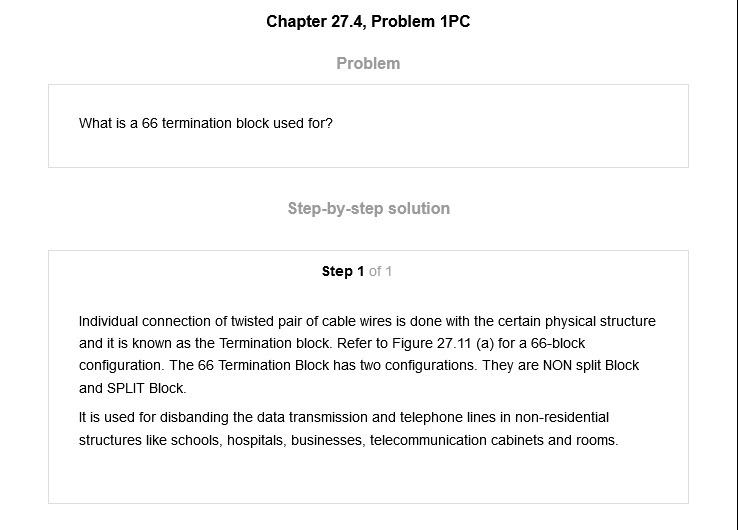 Chapter 27.4, Problem 1PC
Problem
What is a 66 termination block used for?
Step-by-step solution
Step 1 of 1
Individual connection of twisted pair of cable wires is done with the certain physical structure
and it is known as the Termination block. Refer to Figure 27.11 (a) for a 66-block
configuration. The 66 Termination Block has two configurations. They are NON split Block
and SPLIT Block.
It is used for disbanding the data transmission and telephone lines in non-residential
structures like schools, hospitals, businesses, telecommunication cabinets and rooms.